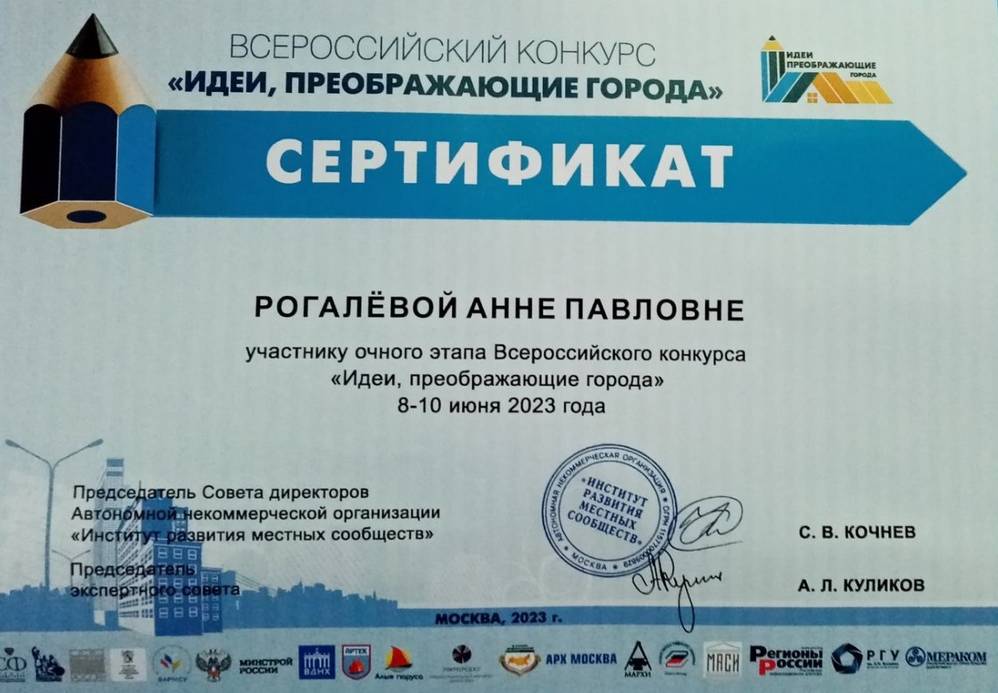 ВСЕРОССИЙСКИЙ КОНКУРС
«ИДЕИ, ПРЕОБРАЖАЮЩИЕ ГОРОДА»
ИДЕИ
ПРЕОБРАЖАЮЩИЕ
ГОРОДА
СЕРТИФИКАТ
РОГАЛЁВОЙ АННЕ ПАВЛОВНЕ
участнику очного этапа Всероссийского конкурса
«Идеи, преображающие города»
8-10 июня 2023 года
Председатель Совета директоров
Автономной некоммерческой организации
«Институт развития местных сообществ»
АВТОНОМНАЯ НЕКОММЕРЧЕСКАЯ ОРГАНИЗАЦИЯ
МОСКВА
«ИНСТИТУТ
РАЗВИТИЯ
МЕСТНЫХ
СООБЩЕСТВ»
С. В. КОЧНЕВ
Председатель
экспертного совета
А. Л. КУЛИКОВ
МОСКВА, 2023 г.
МИНСТРОЙ
РОССИИ
ВДНХ
АРТЕК
Алые паруса
АРХ МОСКВА
МАРХИ
МАСИ
Регионы
России
РГУ
МЕРАКОМ